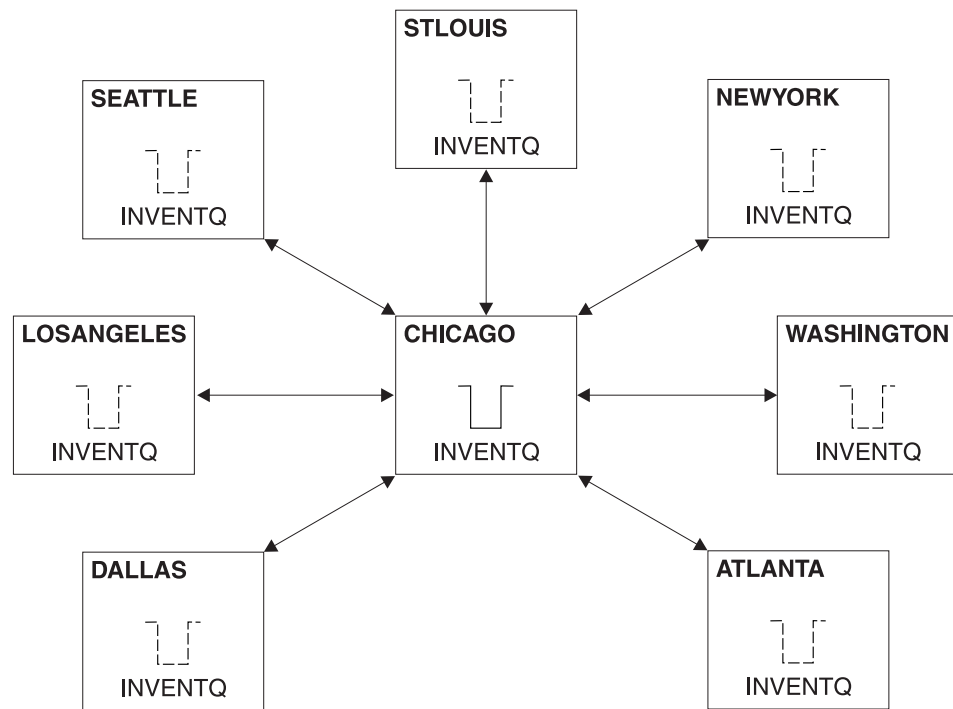 STLOUIS
INVENTQ
SEATTLE
INVENTQ
NEWYORK
INVENTQ
LOSANGELES
INVENTQ
CHICAGO
INVENTQ
WASHINGTON
INVENTQ
DALLAS
INVENTQ
ATLANTA
INVENTQ